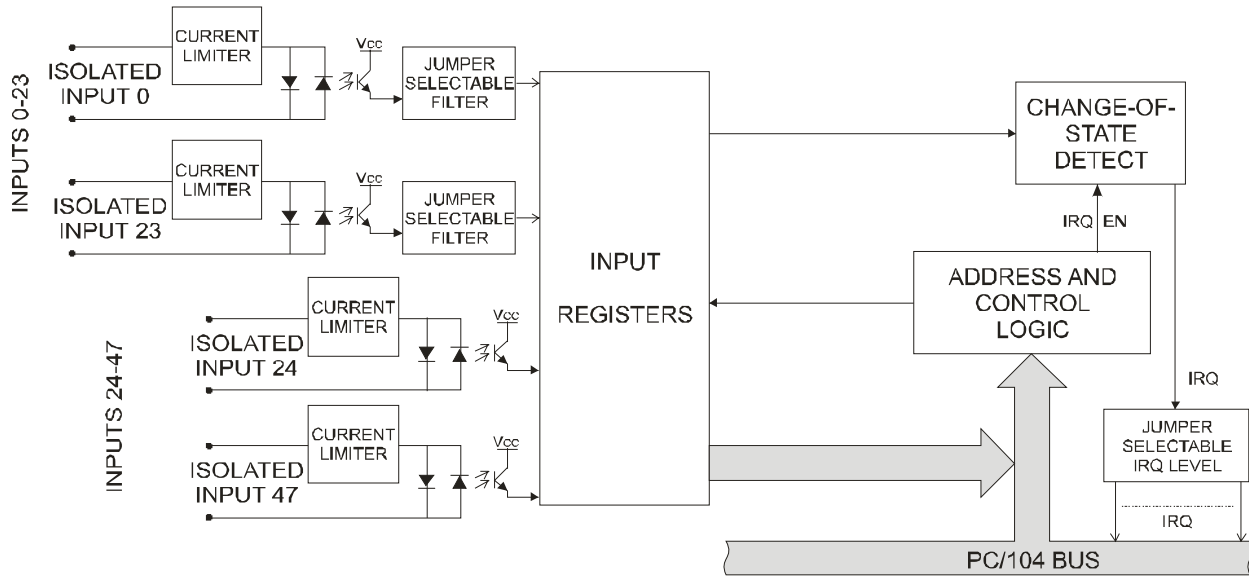 INPUTS 0-23
CURRENT
LIMITER
ISOLATED
INPUT 0
Vcc
JUMPER
SELECTABLE
FILTER
CURRENT
LIMITER
ISOLATED
INPUT 23
Vcc
JUMPER
SELECTABLE
FILTER
INPUTS 24-47
CURRENT
LIMITER
ISOLATED
INPUT 24
Vcc
CURRENT
LIMITER
ISOLATED
INPUT 47
Vcc
INPUT
REGISTERS
CHANGE-OF-
STATE
DETECT
IRQ EN
ADDRESS AND
CONTROL
LOGIC
IRQ
JUMPER
SELECTABLE
IRQ LEVEL
IRQ
PC/104 BUS